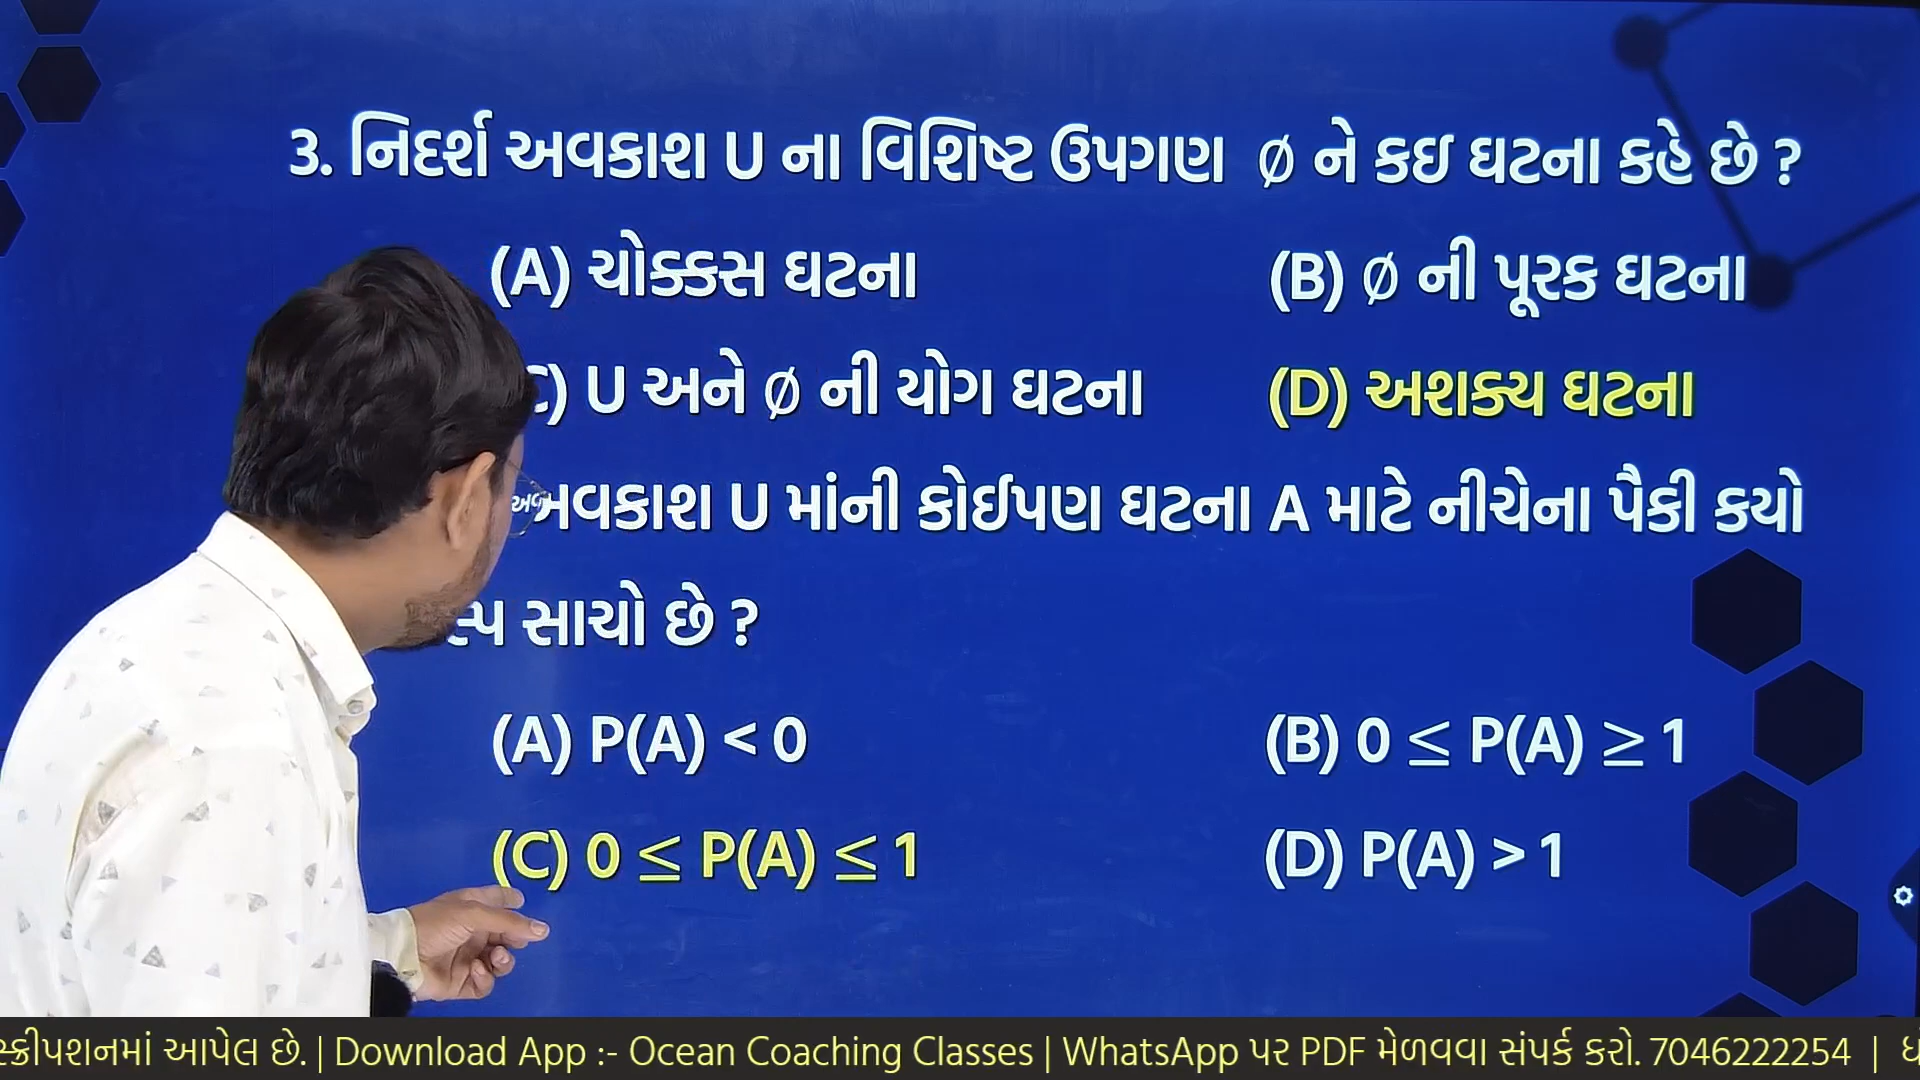 3. નિદર્શ અવકાશ U ના વિશિષ્ટ ઉપગણ ∅ ને કઇ ઘટના કહે છે ?
(A) ચોક્કસ ઘટના (B) ∅ ની પૂરક ઘટના
C) U અને ∅ ની યોગ ઘટના (D) અશક્ય ઘટના
અવકાશ U માંની કોઈપણ ઘટના A માટે નીચેના પૈકી કયો
સાચો છે ?
(A) P(A) < 0 (B) 0 ≤ P(A) ≥ 1
(C) 0 ≤ P(A) ≤ 1 (D) P(A) > 1
સ્ક્રીપશનમાં આપેલ છે. | Download App :- Ocean Coaching Classes | WhatsApp પર PDF મેળવવા સંપર્ક કરો. 7046222254 |